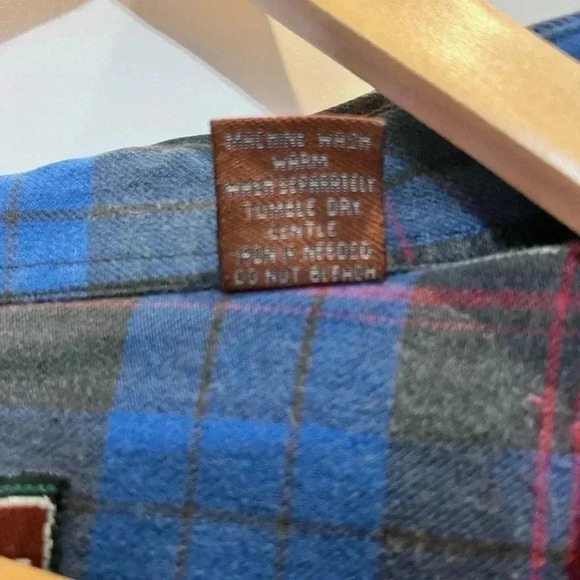 MACHINE WASH
WARM
WASH SEPARATELY
TUMBLE DRY
GENTLE
IRON IF NEEDED
DO NOT BLEACH